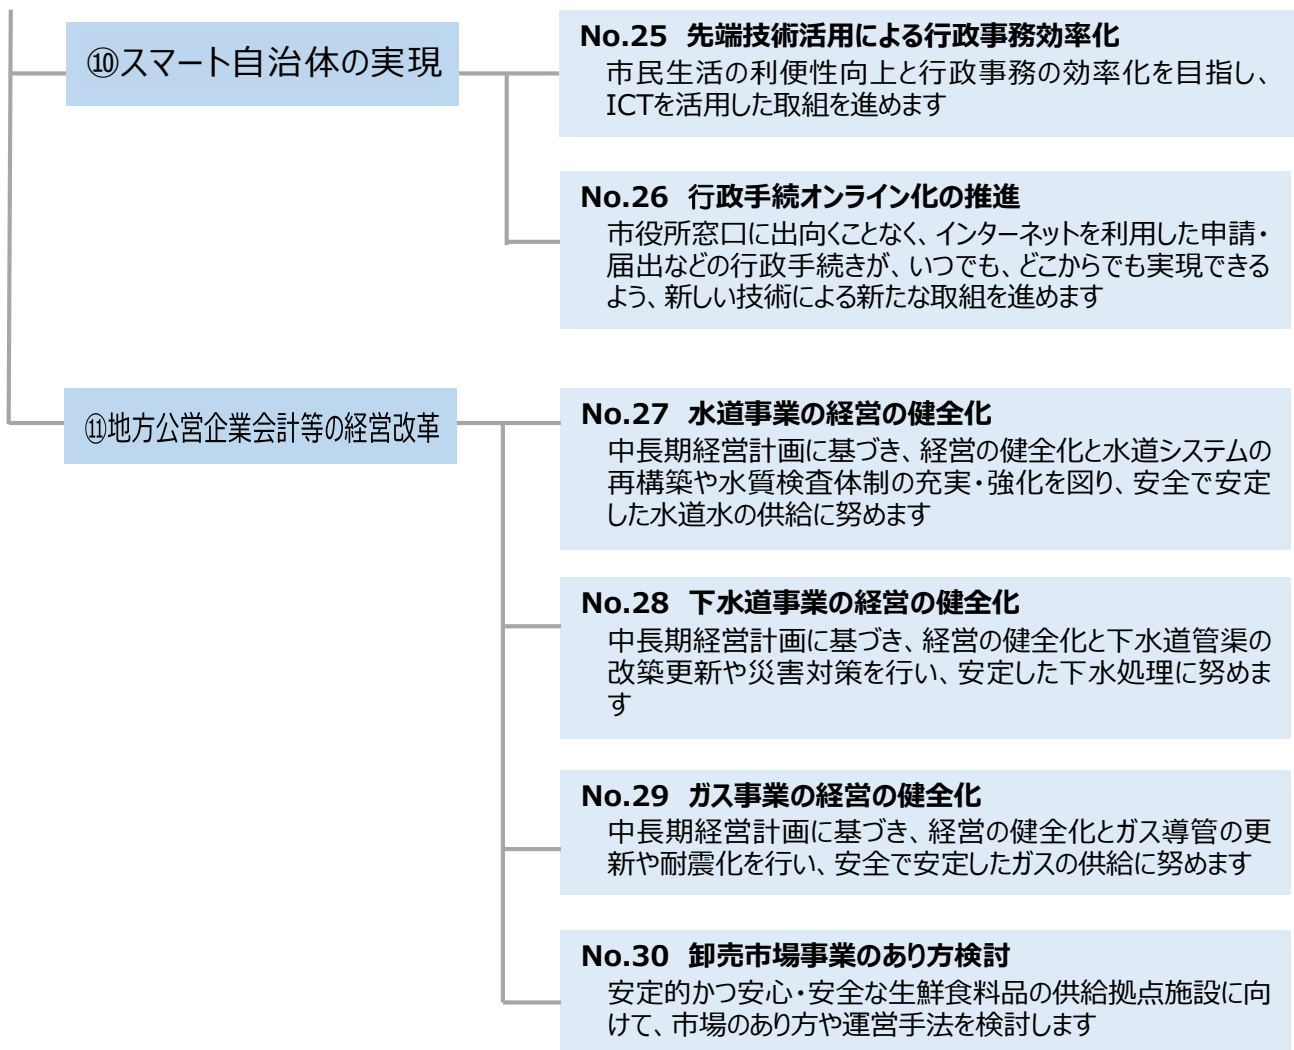 ⑩スマート自治体の実現
No.25 先端技術活用による行政事務効率化
市民生活の利便性向上と行政事務の効率化を目指し、
ICTを活用した取組を進めます
No.26 行政手続オンライン化の推進
市役所窓口に出向くことなく、インターネットを利用した申請・
届出などの行政手続きが、いつでも、どこからでも実現できる
よう、新しい技術による新たな取組を進めます
⑪地方公営企業会計等の経営改革
No.27 水道事業の経営の健全化
中長期経営計画に基づき、経営の健全化と水道システムの
再構築や水質検査体制の充実・強化を図り、安全で安定
した水道水の供給に努めます
No.28 下水道事業の経営の健全化
中長期経営計画に基づき、経営の健全化と下水道管渠の
改築更新や災害対策を行い、安定した下水処理に努めま
す
No.29 ガス事業の経営の健全化
中長期経営計画に基づき、経営の健全化とガス導管の更
新や耐震化を行い、安全で安定したガスの供給に努めます
No.30 卸売市場事業のあり方検討
安定的かつ安心・安全な生鮮食料品の供給拠点施設に向
けて、市場のあり方や運営手法を検討します